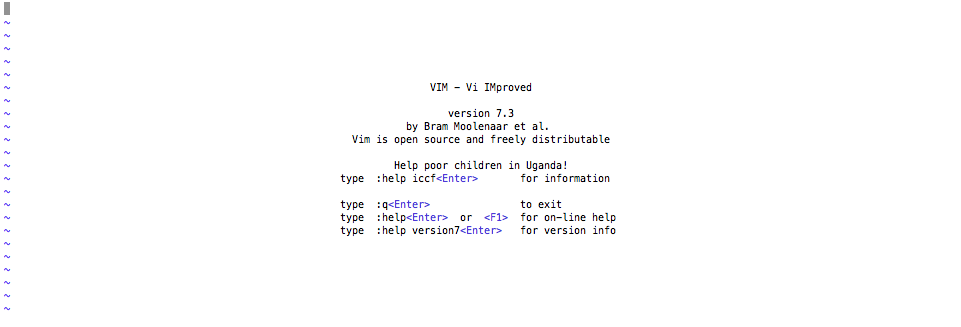 ~
~
~
~
~
~ VIM - Vi IMproved
~
~ version 7.3
~ by Bram Moolenaar et al.
~ Vim is open source and freely distributable
~
~ Help poor children in Uganda!
~ type :help iccf<Enter> for information
~
~ type :q<Enter> to exit
~ type :help<Enter> or <F1> for on-line help
~ type :help version7<Enter> for version info
~
~
~
~
~
~